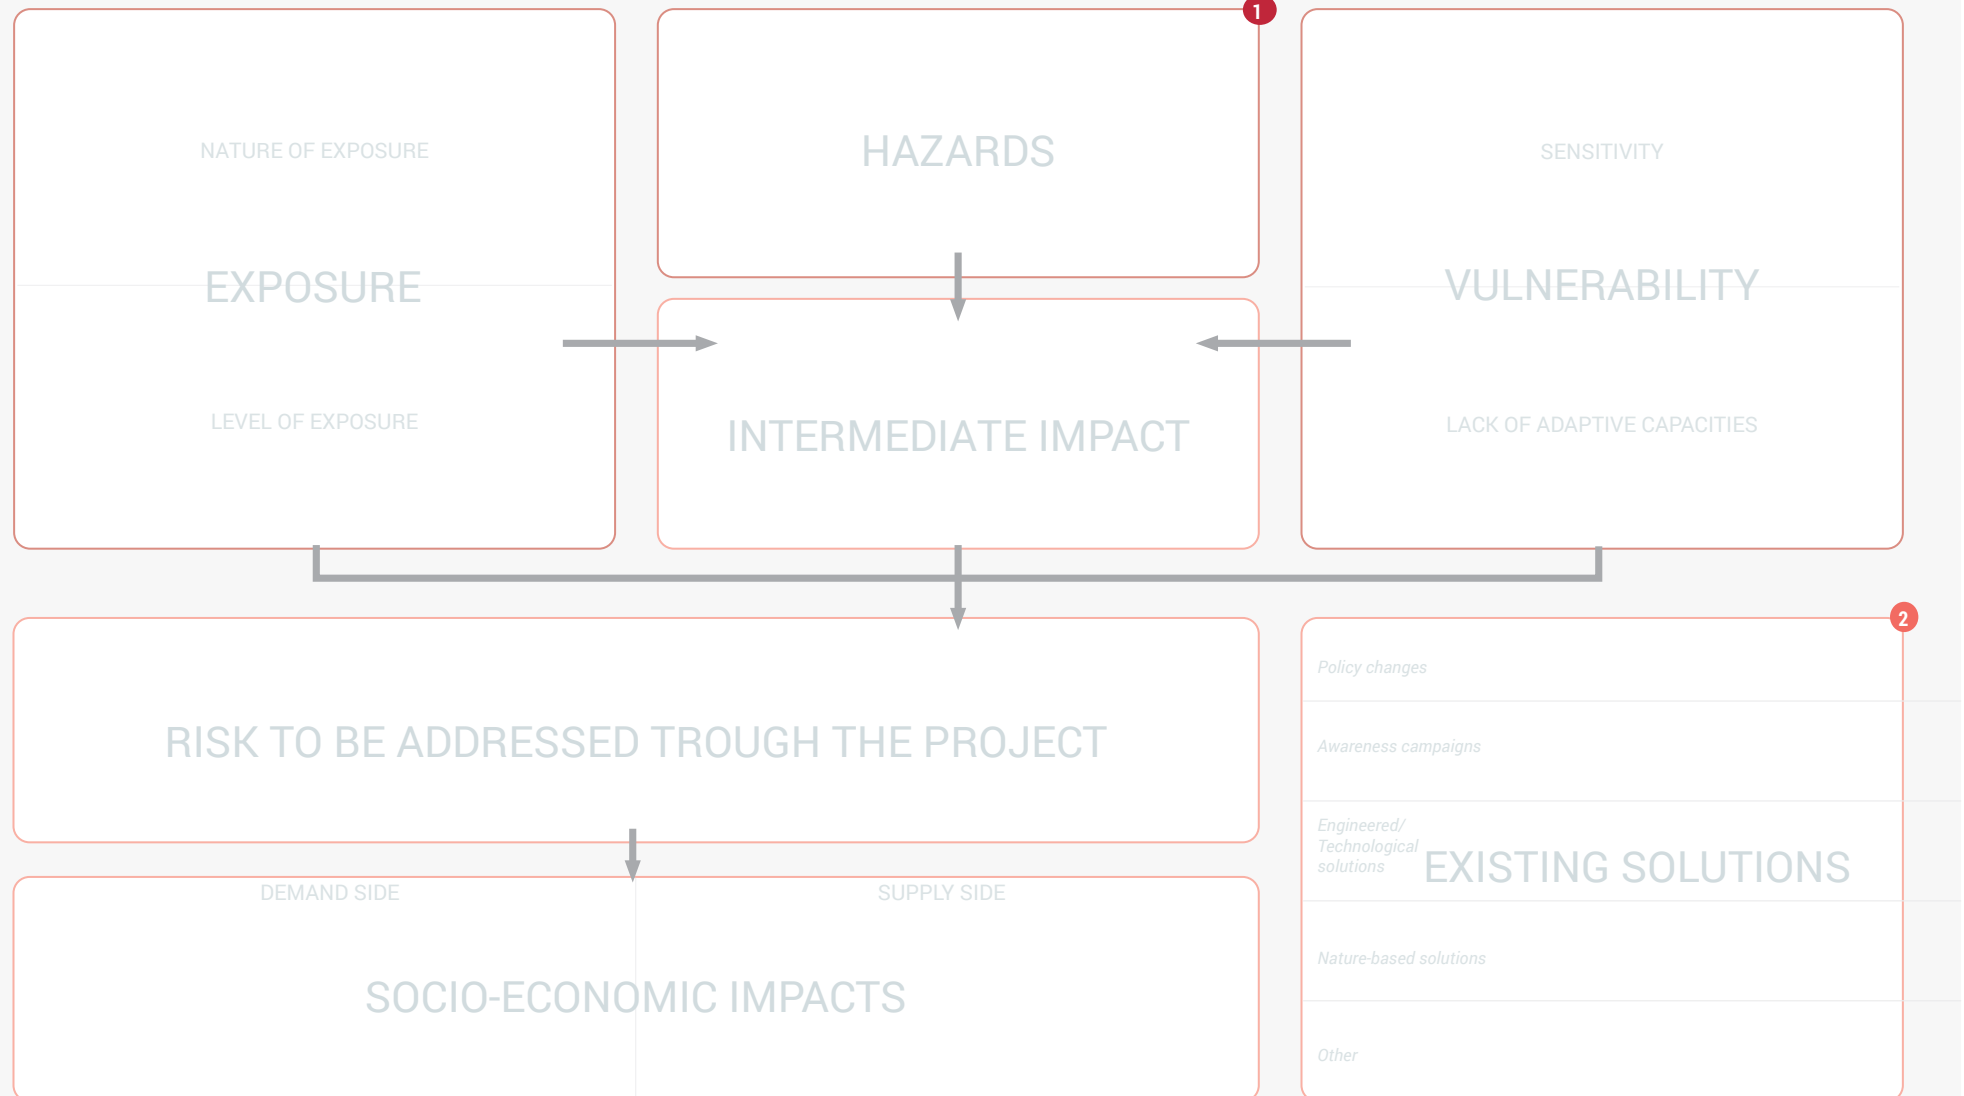 1
NATURE OF EXPOSURE
EXPOSURE
LEVEL OF EXPOSURE
HAZARDS
INTERMEDIATE IMPACT
SENSITIVITY
VULNERABILITY
LACK OF ADAPTIVE CAPACITIES
RISK TO BE ADDRESSED TROUGH THE PROJECT
DEMAND SIDE
SUPPLY SIDE
SOCIO-ECONOMIC IMPACTS
2
Policy changes
Awareness campaigns
Engineered/
Technological
solutions
EXISTING SOLUTIONS
Nature-based solutions
Other